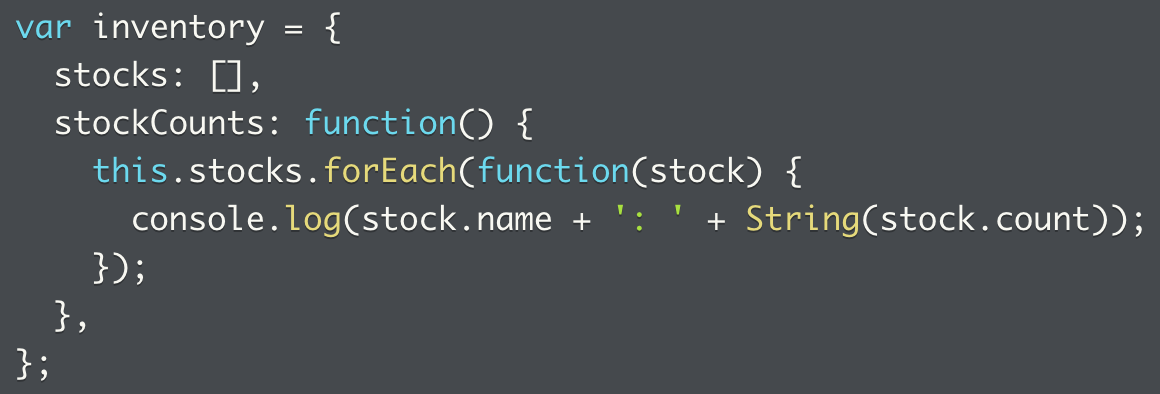 var inventory = {
  stocks: [],
  stockCounts: function() {
    this.stocks.forEach(function(stock) {
      console.log(stock.name + ': ' + String(stock.count));
    });
  },
};